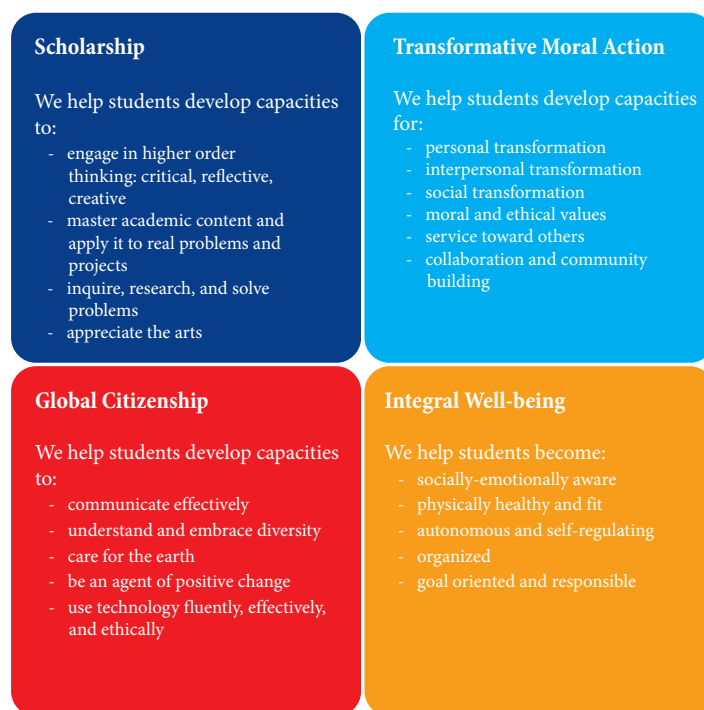 Scholarship
We help students develop capacities
to:
- engage in higher order
thinking: critical, reflective,
creative
- master academic content and
apply it to real problems and
projects
- inquire, research, and solve
problems
- appreciate the arts
Transformative Moral Action
We help students develop capacities
for:
- personal transformation
- interpersonal transformation
- social transformation
- moral and ethical values
- service toward others
- collaboration and community
building
Global Citizenship
We help students develop capacities
to:
- communicate effectively
- understand and embrace diversity
- care for the earth
- be an agent of positive change
- use technology fluently, effectively,
and ethically
Integral Well-being
We help students become:
- socially-emotionally aware
- physically healthy and fit
- autonomous and self-regulating
- organized
- goal oriented and responsible